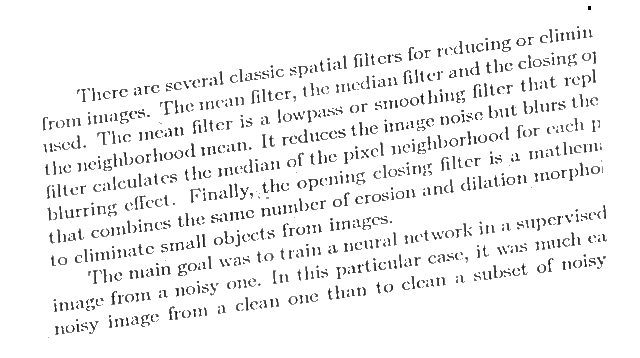 There are several classic spatial filters for reducing or elimin
from images. The mean filter, the median filter and the closing op
used. The mean filter is a lowpass or smoothing filter that repl
the neighborhood mean. It reduces the image noise but blurs the
filter calculates the median of the pixel neighborhood for each p
blurring effect. Finally, the opening closing filter is a mathema
that combines the same number of erosion and dilation morpho
to eliminate small objects from images.
The main goal was to train a neural network in a supervised
image from a noisy one. In this particular case, it was much ea
noisy image from a clean one than to clean a subset of noisy